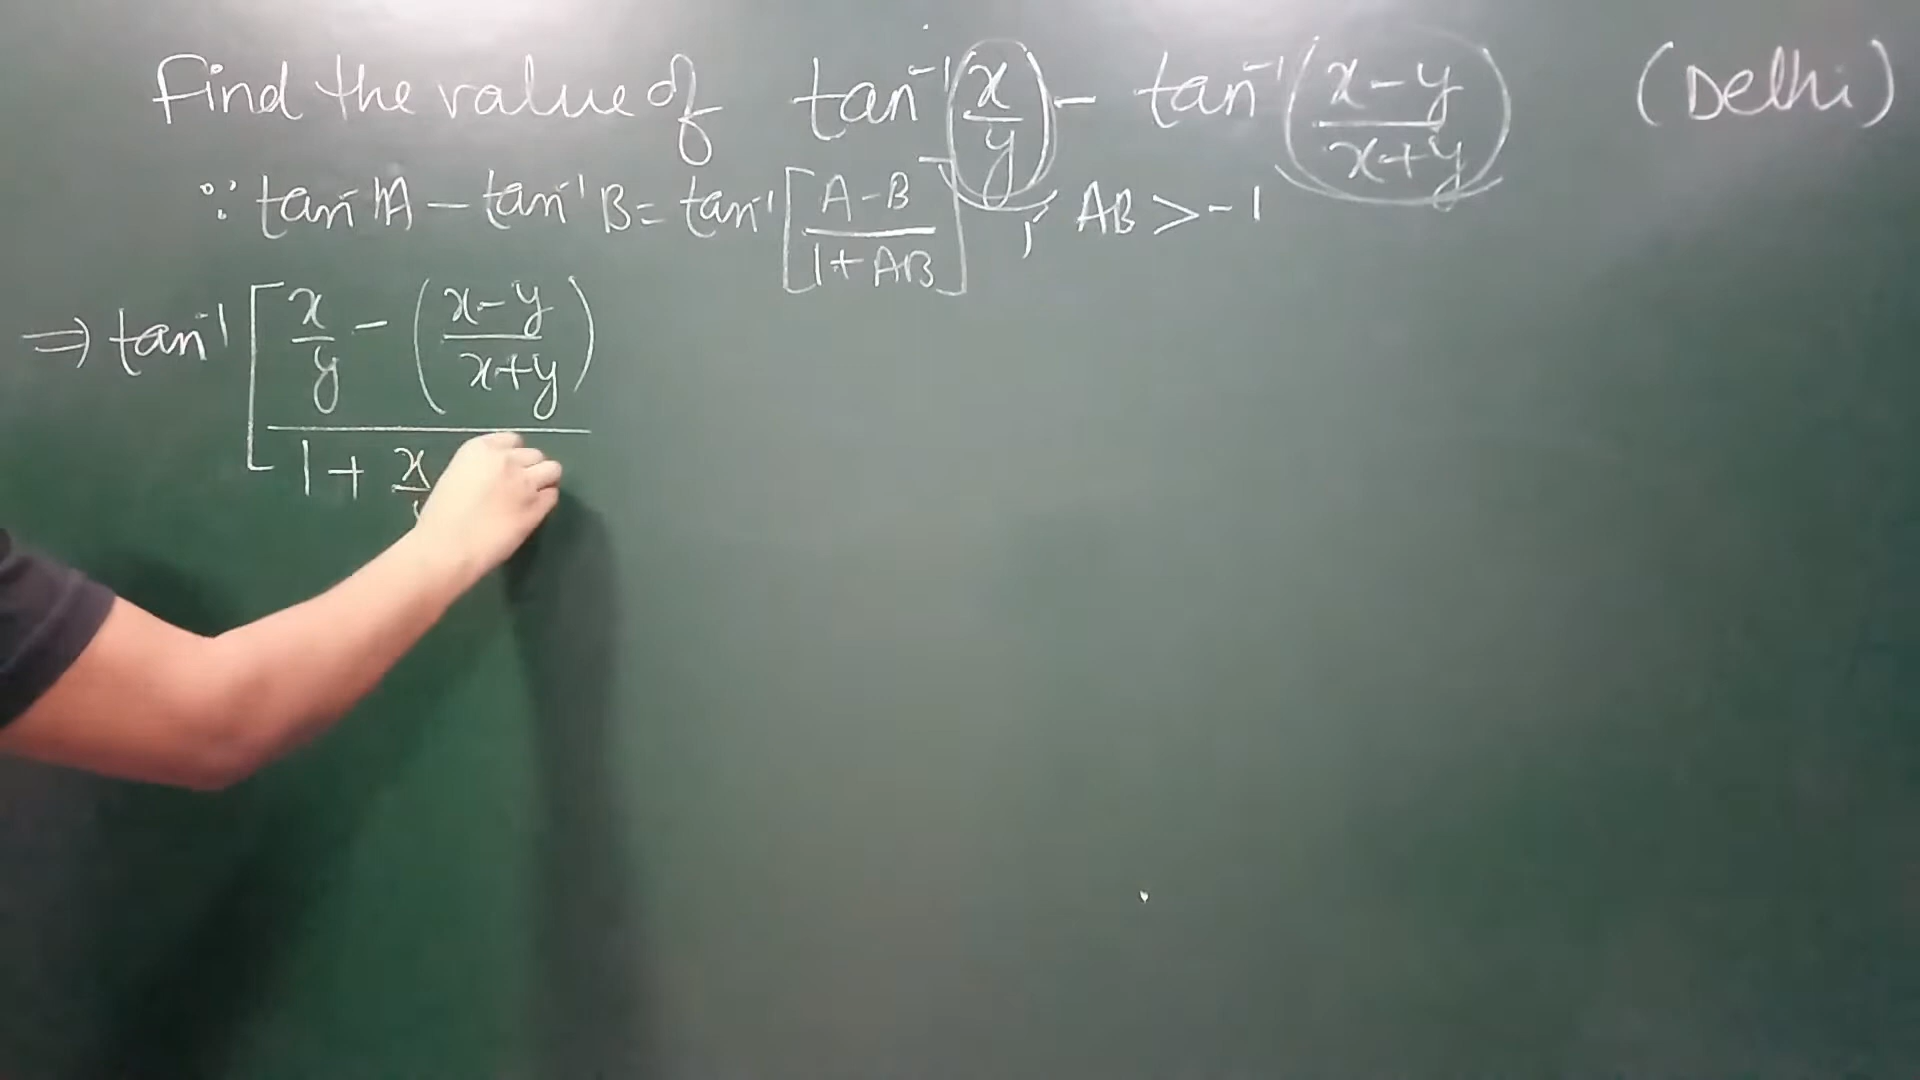 Find the value of tan⁻¹(x/y) - tan⁻¹((x-y)/(x+y)) (Delhi)
∵ tan⁻¹A - tan⁻¹B = tan⁻¹[(A-B)/(1+AB)], AB > -1
⇒ tan⁻¹[(x/y - ((x-y)/(x+y)))/(1 + x/